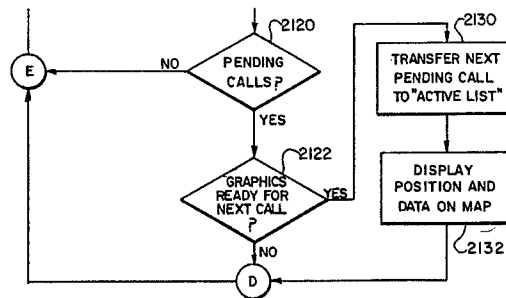 2120
PENDING
CALLS?
NO
E
YES
2122
GRAPHICS
READY FOR
NEXT CALL
?
YES
NO
D
2130
TRANSFER NEXT
PENDING CALL
TO "ACTIVE LIST"
DISPLAY
POSITION AND
DATA ON MAP
2132